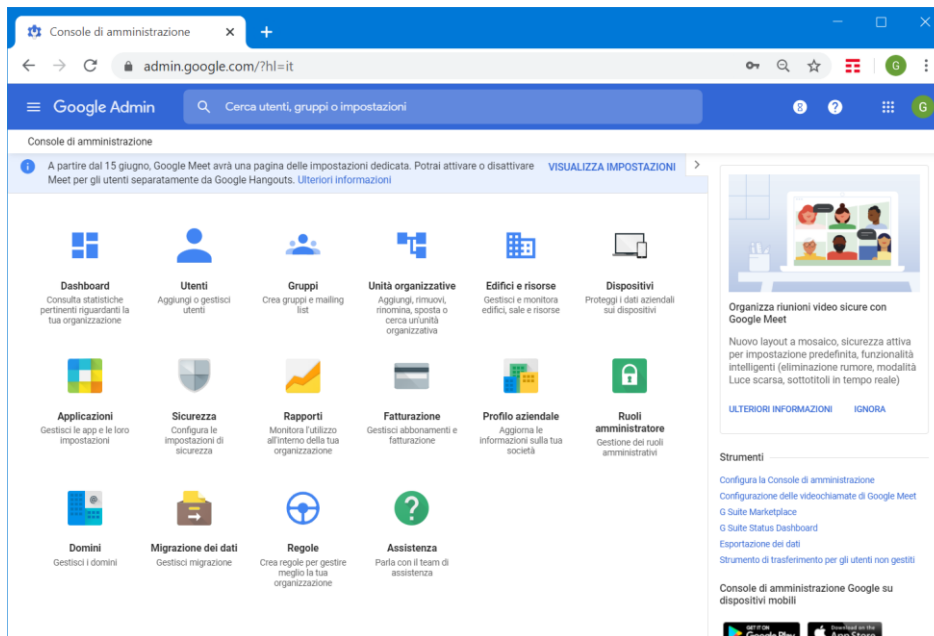 Console di amministrazione
admin.google.com/?hl=it
G
Google Admin
Cerca utenti, gruppi o impostazioni
8
?
G
Console di amministrazione
A partire dal 15 giugno, Google Meet avrà una pagina delle impostazioni dedicata. Potrai attivare o disattivare
Meet per gli utenti separatamente da Google Hangouts. Ulteriori informazioni
VISUALIZZA IMPOSTAZIONI
Dashboard
Consulta statistiche
pertinenti riguardanti la
tua organizzazione
Utenti
Aggiungi o gestisci
utenti
Gruppi
Crea gruppi e mailing
list
Unità organizzative
Aggiungi, rimuovi,
rinomina, sposta o
cerca un'unità
organizzativa
Edifici e risorse
Gestisci e monitora
edifici, sale e risorse
Dispositivi
Proteggi i dati aziendali
sui dispositivi
Applicazioni
Gestisci le app e le loro
impostazioni
Sicurezza
Configura le
impostazioni di
sicurezza
Rapporti
Monitora l'utilizzo
all'interno della tua
organizzazione
Fatturazione
Gestisci abbonamenti e
fatturazione
Profilo aziendale
Aggiorna le
informazioni sulla tua
società
Ruoli
amministratore
Gestione dei ruoli
amministrativi
Domini
Gestisci i domini
Migrazione dei dati
Gestisci migrazione
Regole
Crea regole per gestire
meglio la tua
organizzazione
Assistenza
Parla con il team di
assistenza
Organizza riunioni video sicure con
Google Meet
Nuovo layout a mosaico, sicurezza attiva
per impostazione predefinita, funzionalità
intelligenti (eliminazione rumore, modalità
Luce scarsa, sottotitoli in tempo reale)
ULTERIORI INFORMAZIONI
IGNORA
Strumenti
Configura la Console di amministrazione
Configurazione delle videochiamate di Google Meet
G Suite Marketplace
G Suite Status Dashboard
Esportazione dei dati
Strumento di trasferimento per gli utenti non gestiti
Console di amministrazione Google su
dispositivi mobili
GET IT ON
Google Play
Download on the
App Store